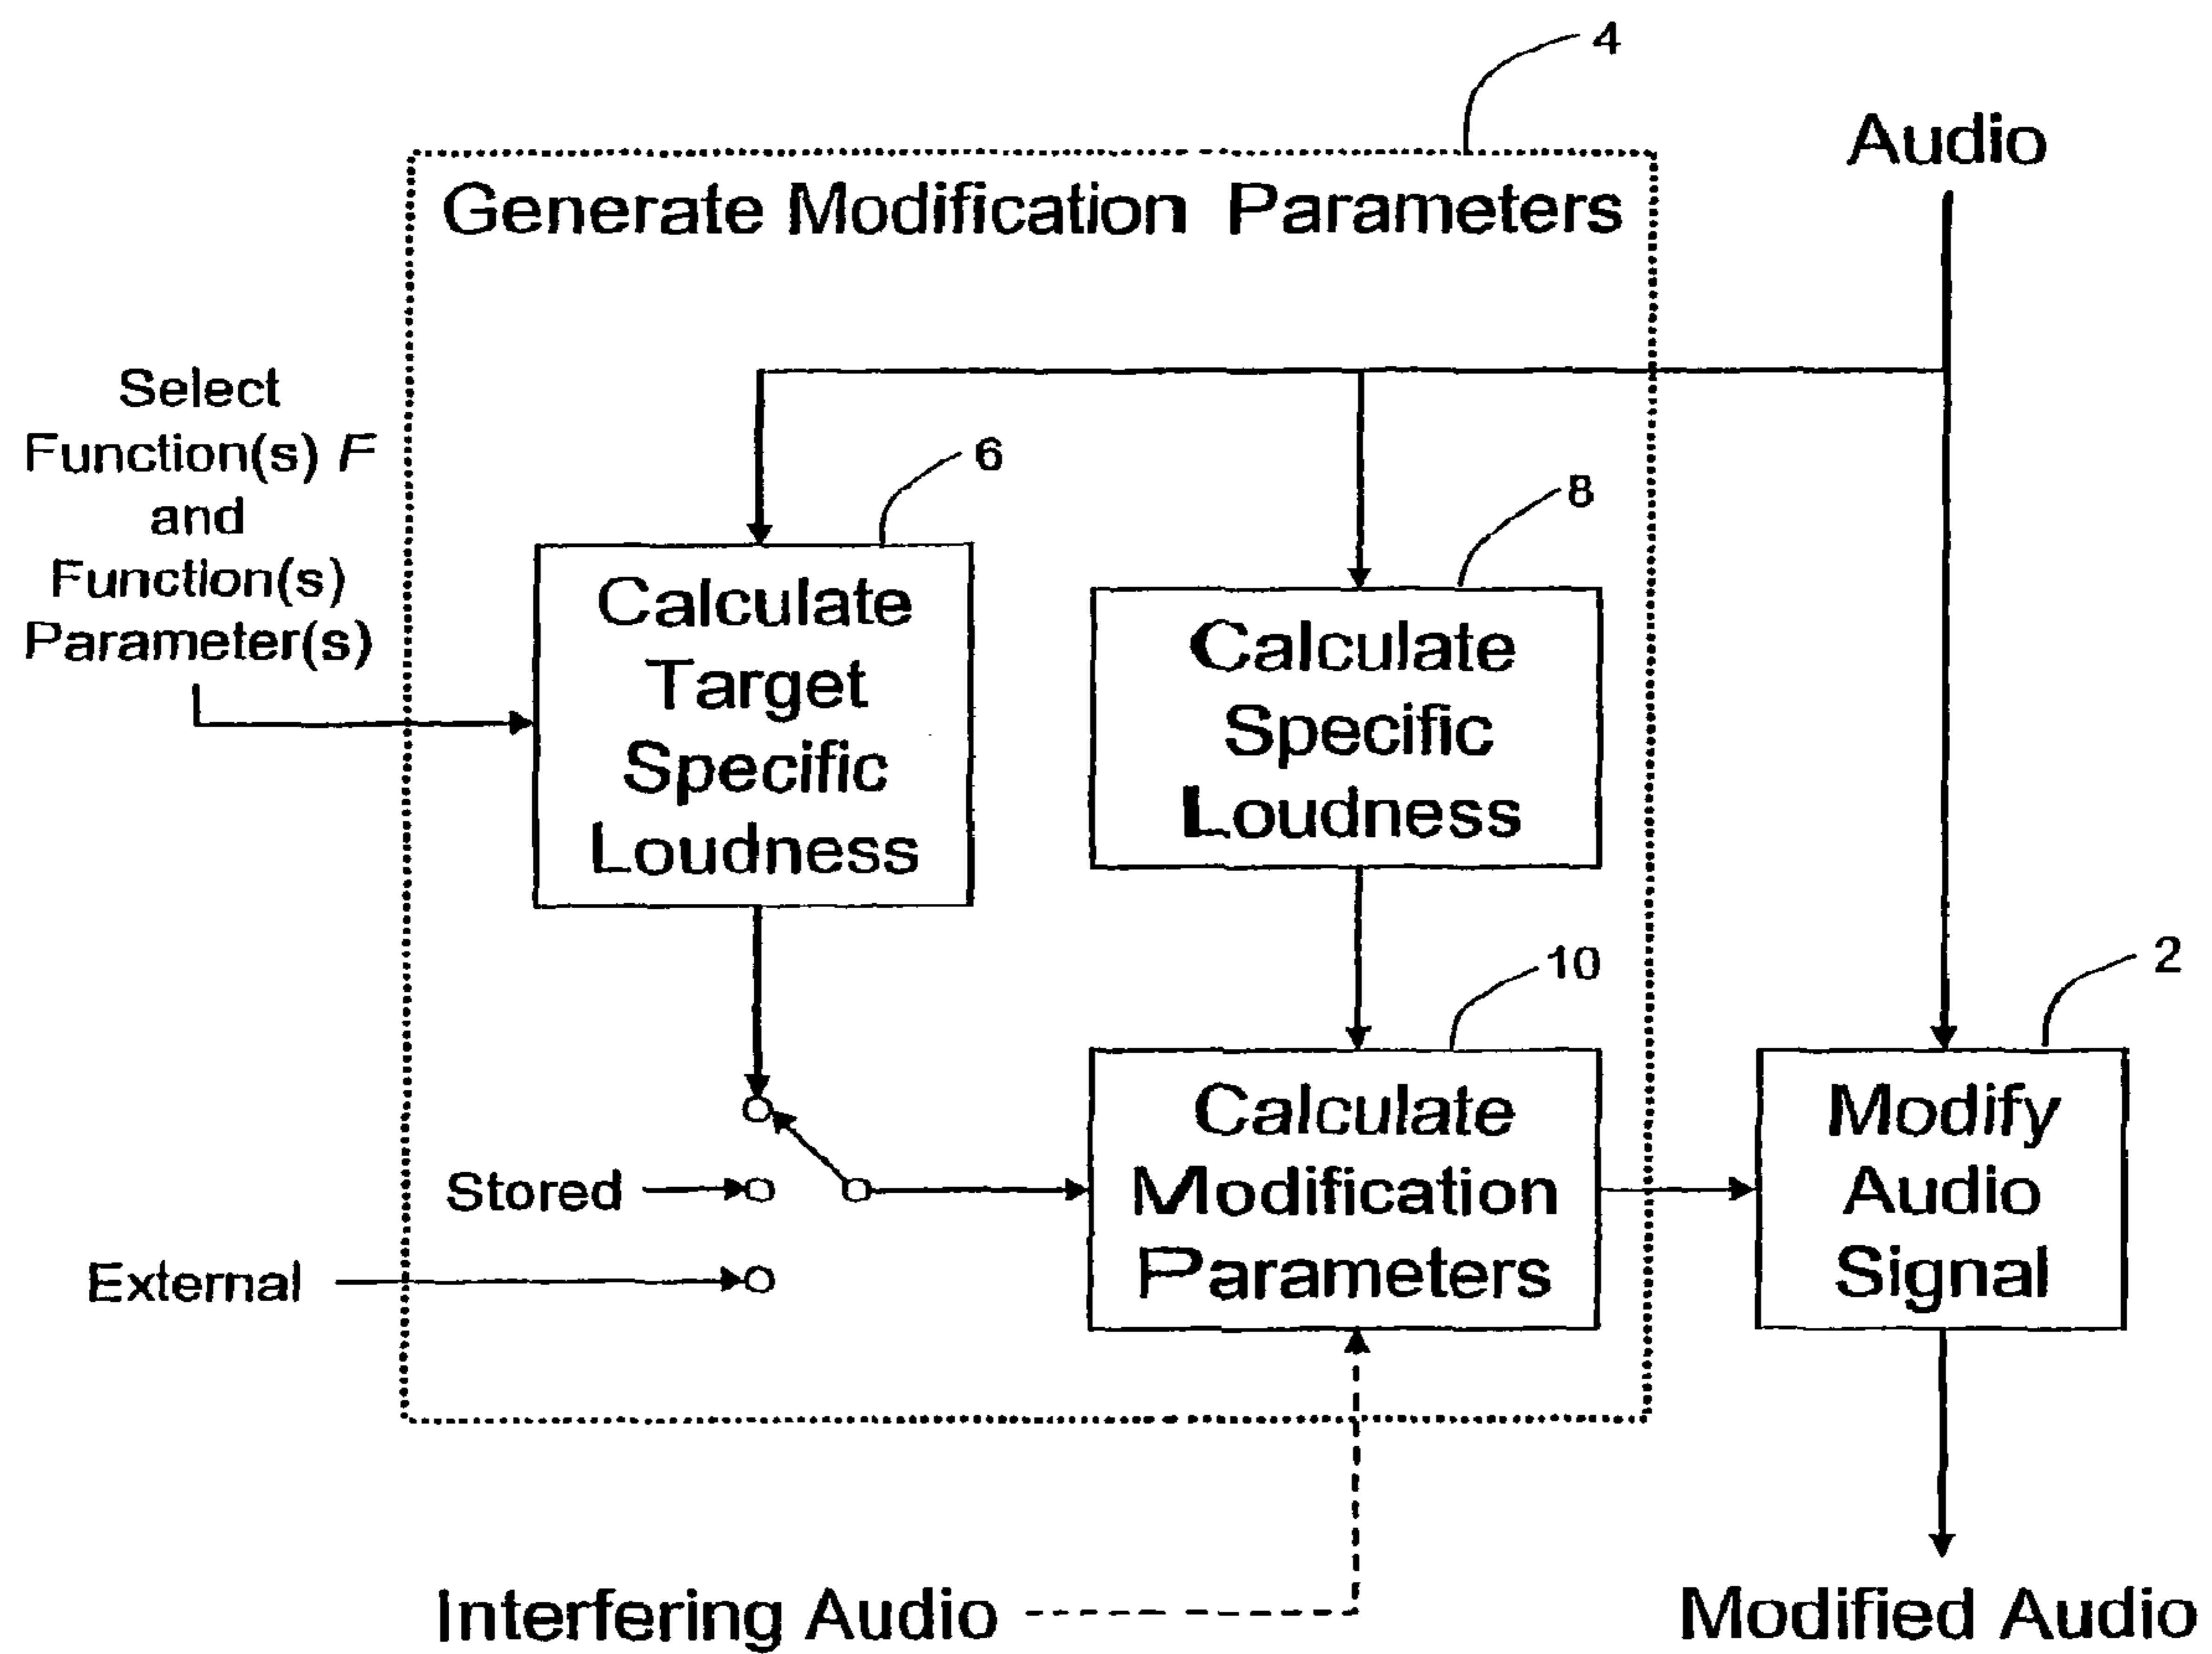 4
Audio
Generate Modification Parameters
Select
Function(s) F
and
Function(s)
Parameter(s)
6
8
Calculate
Target
Specific
Loudness
Calculate
Specific
Loudness
10
2
Calculate
Modification
Parameters
Modify
Audio
Signal
Stored
External
Interfering Audio
Modified Audio